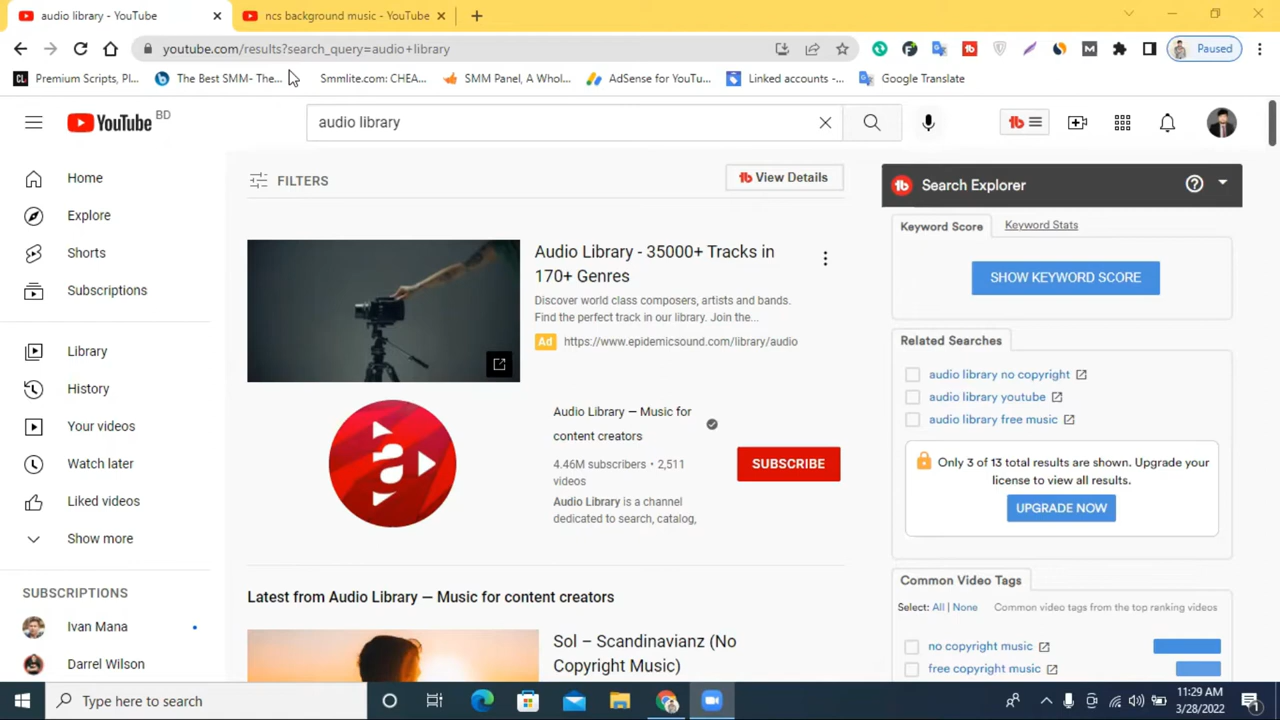 audio library - YouTube
ncs background music - YouTube
youtube.com/results?search_query=audio+library
Paused
CL Premium Scripts, Pl...
The Best SMM- The...
Smmlite.com: CHEA...
SMM Panel, A Whol...
AdSense for YouTu...
Linked accounts -...
Google Translate
YouTube BD
audio library
tb
Home
FILTERS
tb View Details
tb Search Explorer
Explore
Keyword Score
Keyword Stats
Shorts
Audio Library - 35000+ Tracks in
170+ Genres
SHOW KEYWORD SCORE
Subscriptions
Discover world class composers, artists and bands.
Find the perfect track in our library. Join the...
Ad https://www.epidemicsound.com/library/audio
Related Searches
Library
audio library no copyright
History
audio library youtube
Audio Library — Music for
content creators
audio library free music
Your videos
4.46M subscribers • 2,511
videos
SUBSCRIBE
Only 3 of 13 total results are shown. Upgrade your
license to view all results.
Watch later
Audio Library is a channel
dedicated to search, catalog,
UPGRADE NOW
Liked videos
Show more
Common Video Tags
SUBSCRIPTIONS
Latest from Audio Library — Music for content creators
Select: All | None Common video tags from the top ranking videos
Ivan Mana
Sol – Scandinavianz (No
Copyright Music)
no copyright music
Darrel Wilson
free copyright music
Type here to search
11:29 AM
3/28/2022
1